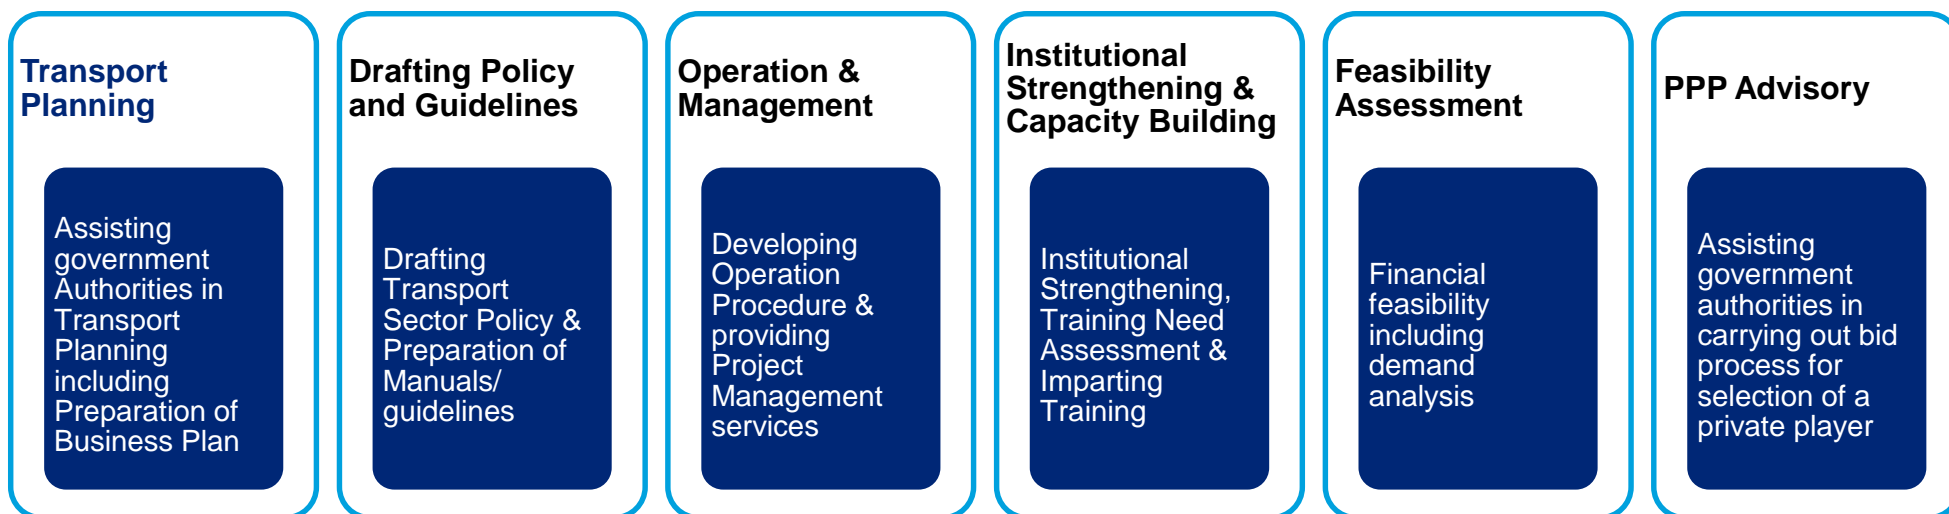 Transport
Planning
Assisting
government
Authorities in
Transport
Planning
including
Preparation of
Business Plan
Drafting Policy
and Guidelines
Drafting
Transport
Sector Policy &
Preparation of
Manuals/
guidelines
Operation &
Management
Developing
Operation
Procedure &
providing
Project
Management
services
Institutional
Strengthening &
Capacity Building
Institutional
Strengthening,
Training Need
Assessment &
Imparting
Training
Feasibility
Assessment
Financial
feasibility
including
demand
analysis
PPP Advisory
Assisting
government
authorities in
carrying out bid
process for
selection of a
private player